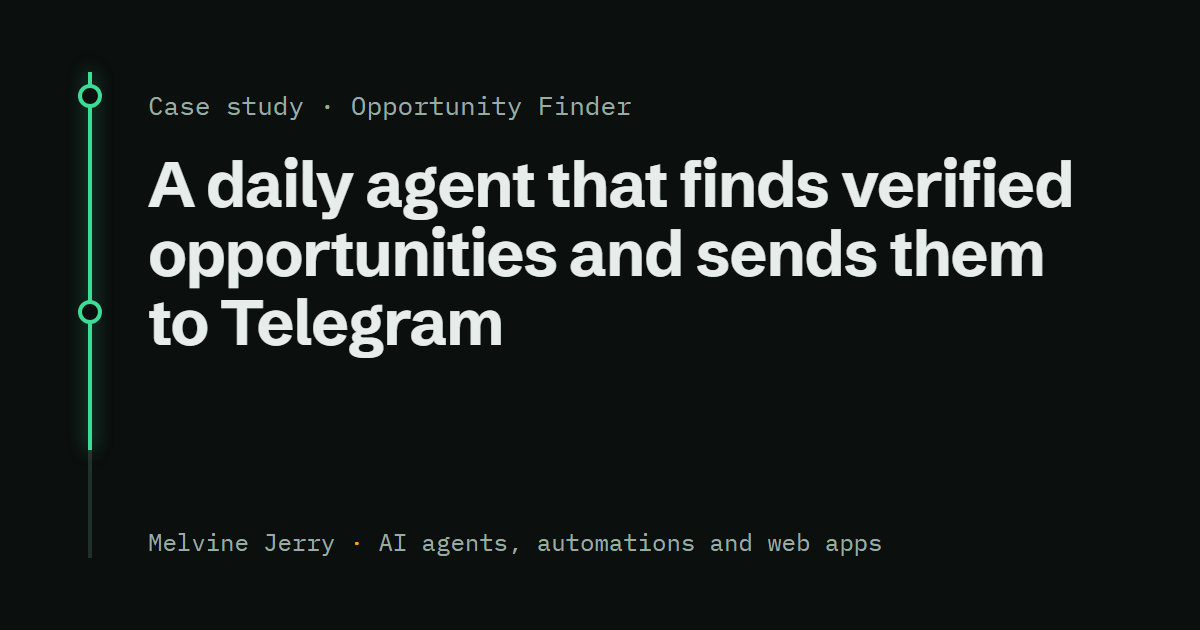 Case study · Opportunity Finder
A daily agent that finds verified
opportunities and sends them
to Telegram
Melvine Jerry · AI agents, automations and web apps